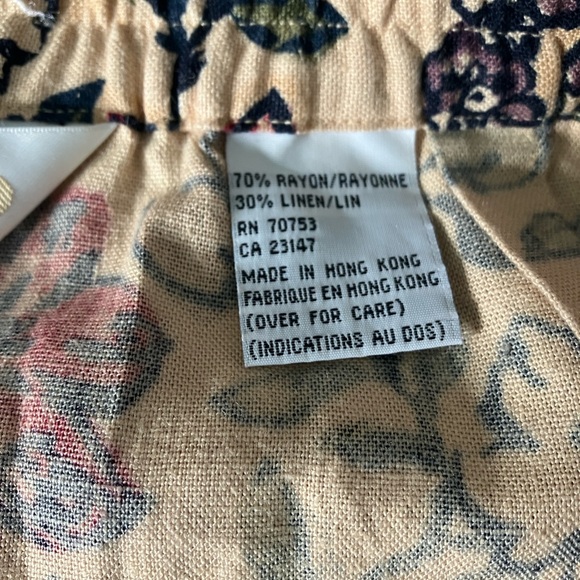 70% RAYON/RAYONNE
30% LINEN/LIN
RN 70753
CA 23147
MADE IN HONG KONG
FABRIQUE EN HONG KONG
(OVER FOR CARE)
(INDICATIONS AU DOS)